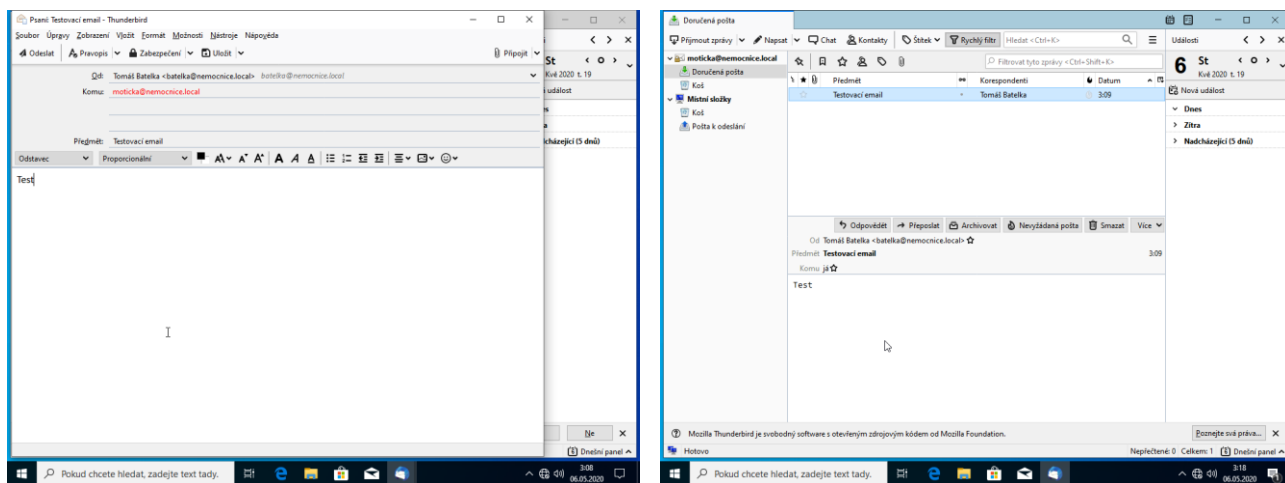 Psaní: Testovací email - Thunderbird
Soubor Úpravy Zobrazení Vložit Formát Možnosti Nástroje Nápověda
Odeslat Pravopis Zabezpečení Uložit Připojit
Od: Tomáš Batelka <batelka@nemocnice.local> batelka@nemocnice.local
Komu: moticka@nemocnice.local
Předmět: Testovací email
Odstavec Proporcionální
Test
St
Kvě 2020 t. 19
událost
dcházející (5 dnů)
Ne
Dnešní panel
Pokud chcete hledat, zadejte text tady.
3:08
06.05.2020
Doručená pošta
Přijmout zprávy Napsat Chat Kontakty Štítek Rychlý filtr Hledat <Ctrl+K>
Události
moticka@nemocnice.local
Doručená pošta
Koš
Místní složky
Koš
Pošta k odeslání
Filtrovat tyto zprávy <Ctrl+Shift+K>
Předmět Korespondenti Datum
Testovací email Tomáš Batelka 3:09
6 St
Kvě 2020 t. 19
Nová událost
Dnes
Zítra
Nadcházející (5 dnů)
Odpovědět Přeposlat Archivovat Nevyžádaná pošta Smazat Více
Od Tomáš Batelka <batelka@nemocnice.local>
Předmět Testovací email 3:09
Komu já
Test
Mozilla Thunderbird je svobodný software s otevřeným zdrojovým kódem od Mozilla Foundation.
Poznejte svá práva...
Hotovo
Nepřečtené: 0 Celkem: 1 Dnešní panel
Pokud chcete hledat, zadejte text tady.
3:18
06.05.2020